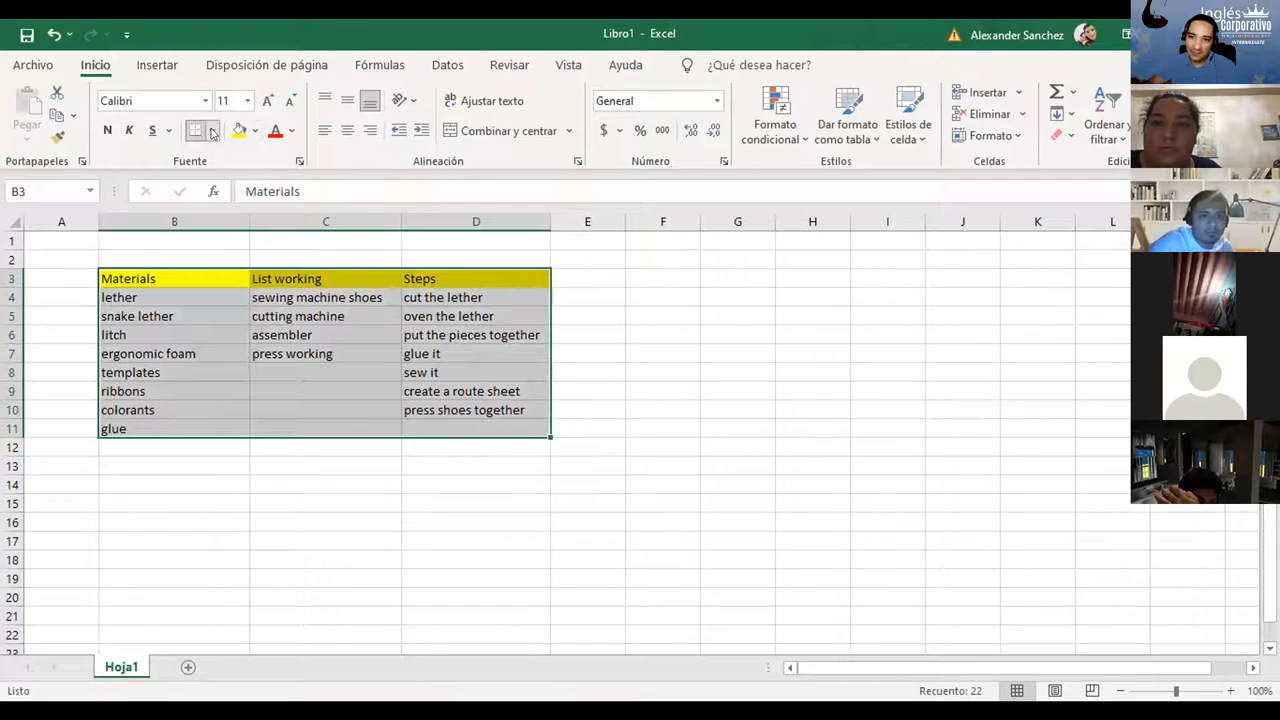 Libro1 - Excel
Alexander Sanchez
Inglés
Corporativo
INTERMEDIATE
Archivo Inicio Insertar Disposición de página Fórmulas Datos Revisar Vista Ayuda ¿Qué desea hacer?
Pegar
Calibri 11
N K S
Ajustar texto
Combinar y centrar
General
$ % 000
Formato condicional
Dar formato como tabla
Estilos de celda
Insertar
Eliminar
Formato
Ordenar y filtrar
Portapapeles Fuente Alineación Número Estilos Celdas Edici
B3 fx Materials
A B C D E F G H I J K L
1
2
3 Materials List working Steps
4 lether sewing machine shoes cut the lether
5 snake lether cutting machine oven the lether
6 litch assembler put the pieces together
7 ergonomic foam press working glue it
8 templates sew it
9 ribbons create a route sheet
10 colorants press shoes together
11 glue
12
13
14
15
16
17
18
19
20
21
22
23
Hoja1
Listo Recuento: 22 100%